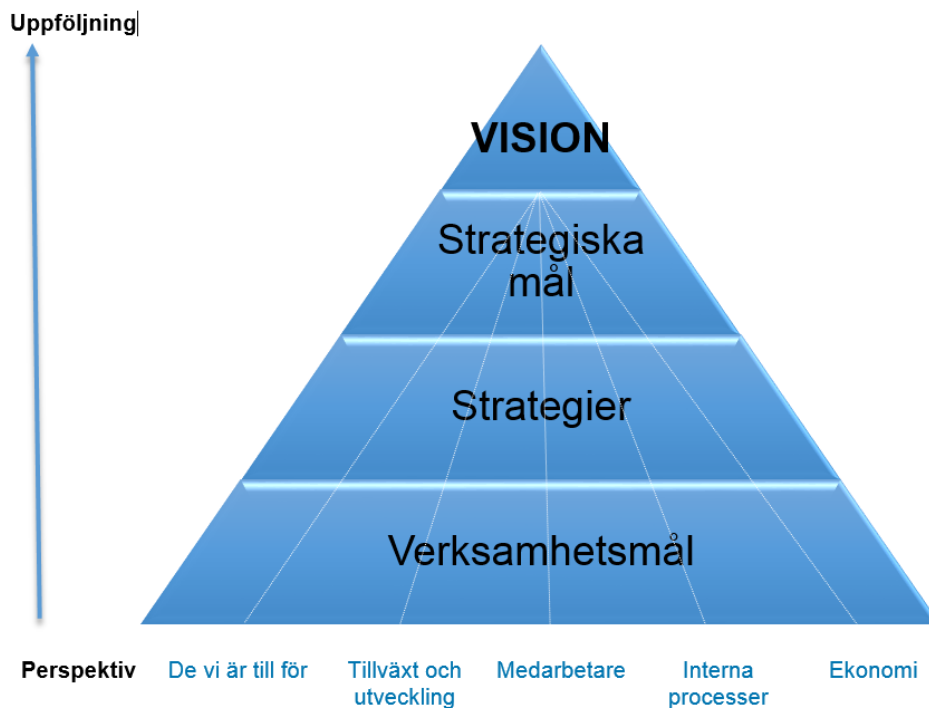 Uppföljning
VISION
Strategiska
mål
Strategier
Verksamhetsmål
Perspektiv De vi är till för Tillväxt och Medarbetare Interna Ekonomi
utveckling processer